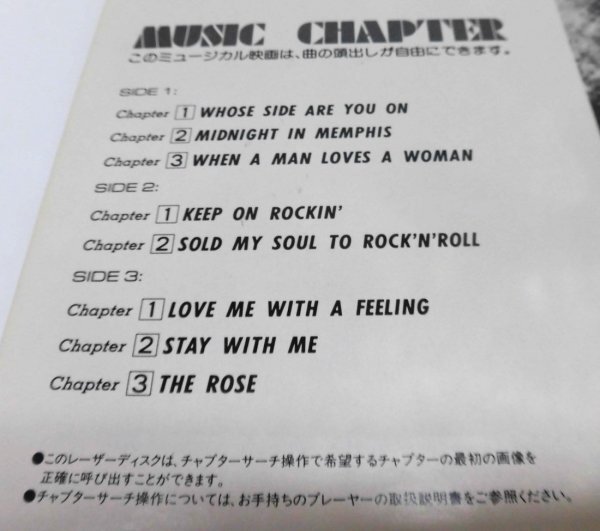 MUSIC CHAPTER
このミュージカル映画は、曲の頭出しが自由にできます。
SIDE 1:
Chapter 1 WHOSE SIDE ARE YOU ON
Chapter 2 MIDNIGHT IN MEMPHIS
Chapter 3 WHEN A MAN LOVES A WOMAN
SIDE 2:
Chapter 1 KEEP ON ROCKIN'
Chapter 2 SOLD MY SOUL TO ROCK'N'ROLL
SIDE 3:
Chapter 1 LOVE ME WITH A FEELING
Chapter 2 STAY WITH ME
Chapter 3 THE ROSE
●このレーザーディスクは、チャプターサーチ操作で希望するチャプターの最初の画像を
正確に呼び出すことができます。
●チャプターサーチ操作については、お手持ちのプレーヤーの取扱説明書をご参照ください。